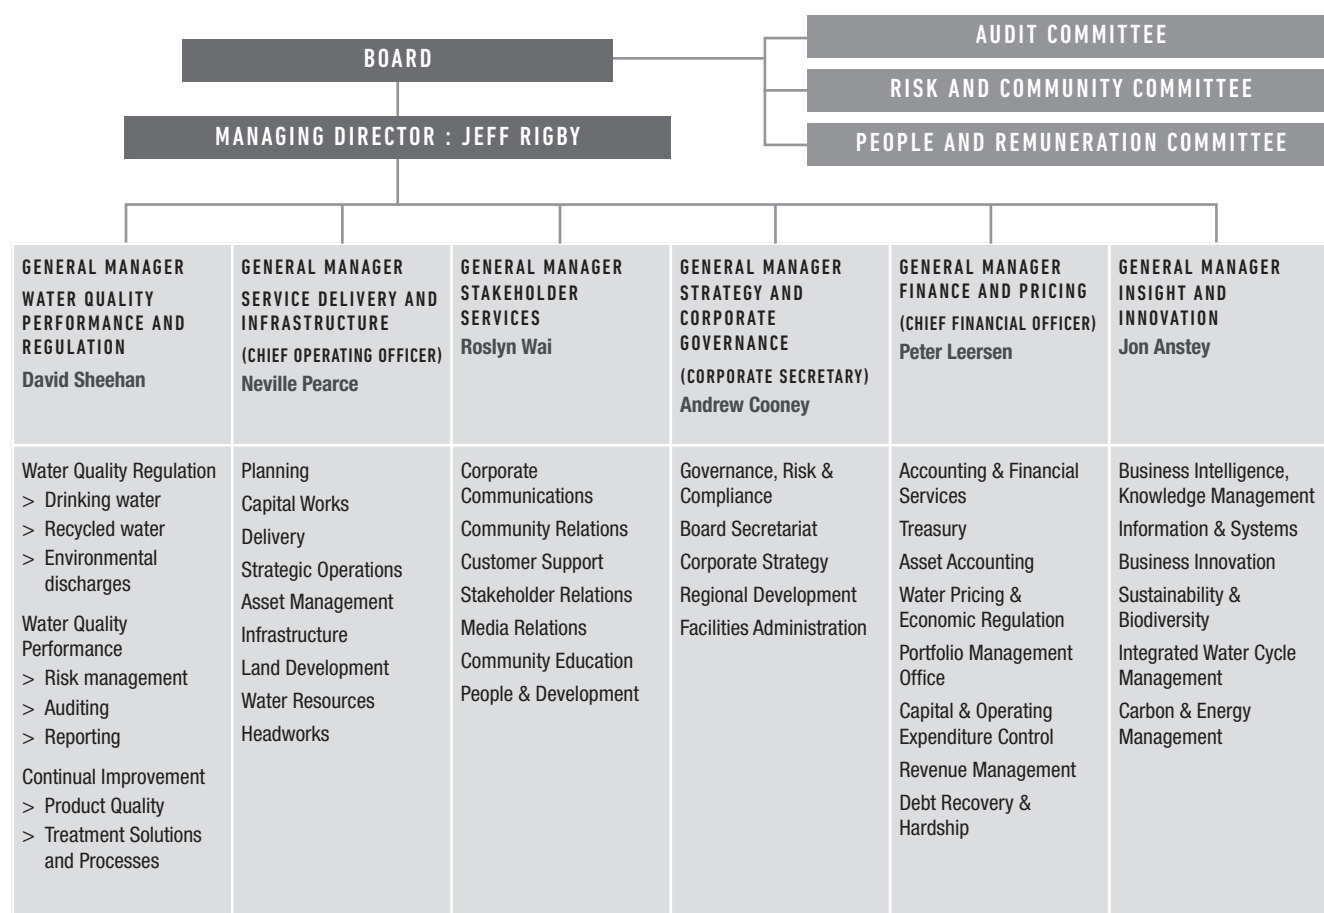 BOARD
AUDIT COMMITTEE
RISK AND COMMUNITY COMMITTEE
PEOPLE AND REMUNERATION COMMITTEE
MANAGING DIRECTOR : JEFF RIGBY
GENERAL MANAGER
WATER QUALITY
PERFORMANCE AND
REGULATION
David Sheehan
Water Quality Regulation
> Drinking water
> Recycled water
> Environmental
discharges
Water Quality
Performance
> Risk management
> Auditing
> Reporting
Continual Improvement
> Product Quality
> Treatment Solutions
and Processes
GENERAL MANAGER
SERVICE DELIVERY AND
INFRASTRUCTURE
(CHIEF OPERATING OFFICER)
Neville Pearce
Planning
Capital Works
Delivery
Strategic Operations
Asset Management
Infrastructure
Land Development
Water Resources
Headworks
GENERAL MANAGER
STAKEHOLDER
SERVICES
Roslyn Wai
Corporate
Communications
Community Relations
Customer Support
Stakeholder Relations
Media Relations
Community Education
People & Development
GENERAL MANAGER
STRATEGY AND
CORPORATE
GOVERNANCE
(CORPORATE SECRETARY)
Andrew Cooney
Governance, Risk &
Compliance
Board Secretariat
Corporate Strategy
Regional Development
Facilities Administration
GENERAL MANAGER
FINANCE AND PRICING
(CHIEF FINANCIAL OFFICER)
Peter Leersen
Accounting & Financial
Services
Treasury
Asset Accounting
Water Pricing &
Economic Regulation
Portfolio Management
Office
Capital & Operating
Expenditure Control
Revenue Management
Debt Recovery &
Hardship
GENERAL MANAGER
INSIGHT AND
INNOVATION
Jon Anstey
Business Intelligence,
Knowledge Management
Information & Systems
Business Innovation
Sustainability &
Biodiversity
Integrated Water Cycle
Management
Carbon & Energy
Management